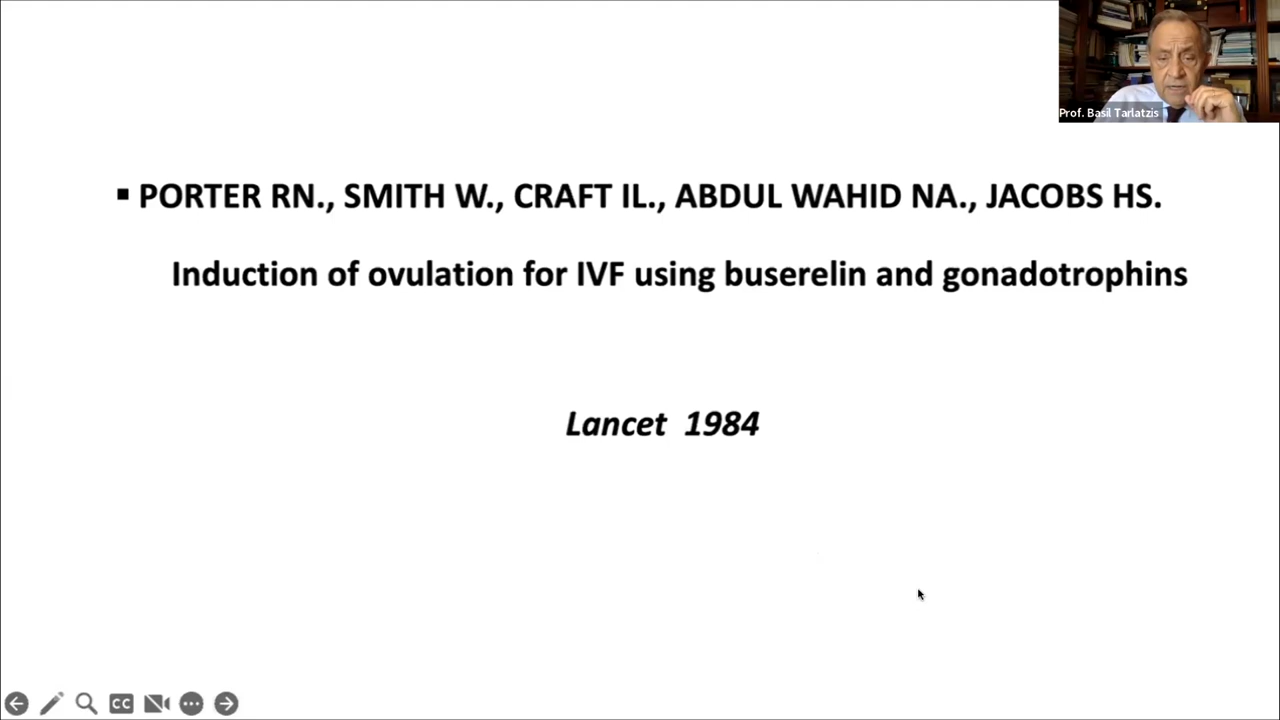 Prof. Basil Tarlatzis
▪ PORTER RN., SMITH W., CRAFT IL., ABDUL WAHID NA., JACOBS HS.
Induction of ovulation for IVF using buserelin and gonadotrophins
Lancet 1984
CC